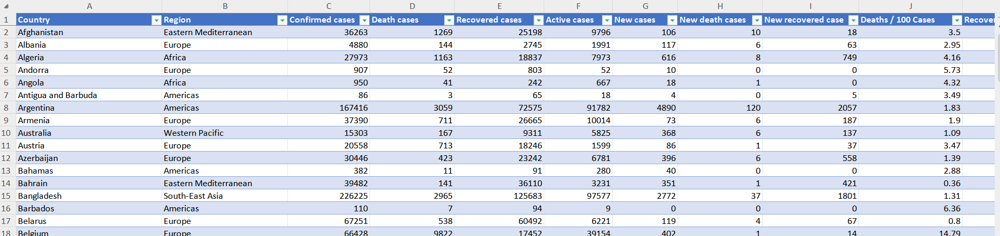 A B C D E F G H I J
1 Country Region Confirmed cases Death cases Recovered cases Active cases New cases New death cases New recovered case Deaths / 100 Cases Recover
2 Afghanistan Eastern Mediterranean 36263 1269 25198 9796 106 10 18 3.5
3 Albania Europe 4880 144 2745 1991 117 6 63 2.95
4 Algeria Africa 27973 1163 18837 7973 616 8 749 4.16
5 Andorra Europe 907 52 803 52 10 0 0 5.73
6 Angola Africa 950 41 242 667 18 1 0 4.32
7 Antigua and Barbuda Americas 86 3 65 18 4 0 5 3.49
8 Argentina Americas 167416 3059 72575 91782 4890 120 2057 1.83
9 Armenia Europe 37390 711 26665 10014 73 6 187 1.9
10 Australia Western Pacific 15303 167 9311 5825 368 6 137 1.09
11 Austria Europe 20558 713 18246 1599 86 1 37 3.47
12 Azerbaijan Europe 30446 423 23242 6781 396 6 558 1.39
13 Bahamas Americas 382 11 91 280 40 0 0 2.88
14 Bahrain Eastern Mediterranean 39482 141 36110 3231 351 1 421 0.36
15 Bangladesh South-East Asia 226225 2965 125683 97577 2772 37 1801 1.31
16 Barbados Americas 110 7 94 9 0 0 0 6.36
17 Belarus Europe 67251 538 60492 6221 119 4 67 0.8
18 Belgium Europe 66428 9822 17452 39154 402 1 14 14.79